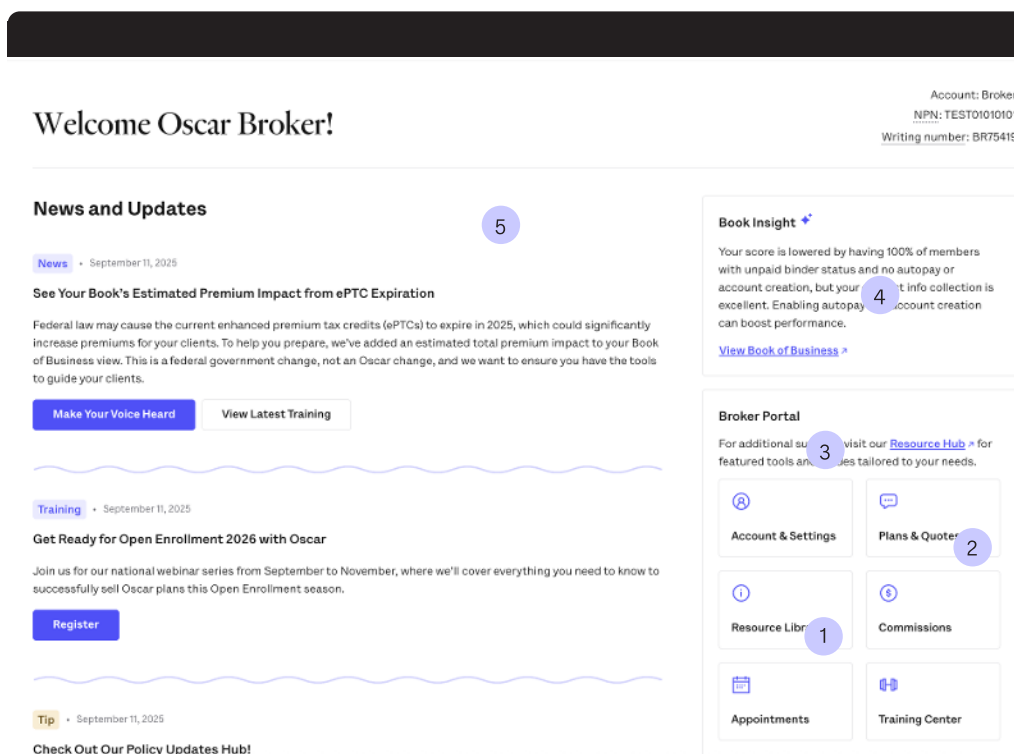 Account: Broker
Welcome Oscar Broker!
NPN: TEST0101010
Writing number: BR75419
News and Updates
5
News • September 11, 2025
See Your Book's Estimated Premium Impact from ePTC Expiration
Federal law may cause the current enhanced premium tax credits (ePTCs) to expire in 2025, which could significantly
increase premiums for your clients. To help you prepare, we've added an estimated total premium impact to your Book
of Business view. This is a federal government change, not an Oscar change, and we want to ensure you have the tools
to guide your clients.
Make Your Voice Heard
View Latest Training
Training • September 11, 2025
Get Ready for Open Enrollment 2026 with Oscar
Join us for our national webinar series from September to November, where we'll cover everything you need to know to
successfully sell Oscar plans this Open Enrollment season.
Register
Tip • September 11, 2025
Check Out Our Policy Updates Hub!
Book Insight
Your score is lowered by having 100% of members
with unpaid binder status and no autopay or
account creation, but your info collection is
excellent. Enabling autopay account creation
can boost performance.
4
View Book of Business
Broker Portal
For additional visit our Resource Hub for
featured tools tailored to your needs.
3
Account & Settings
Plans & Quotes
2
Resource
1
Commissions
Appointments
Training Center